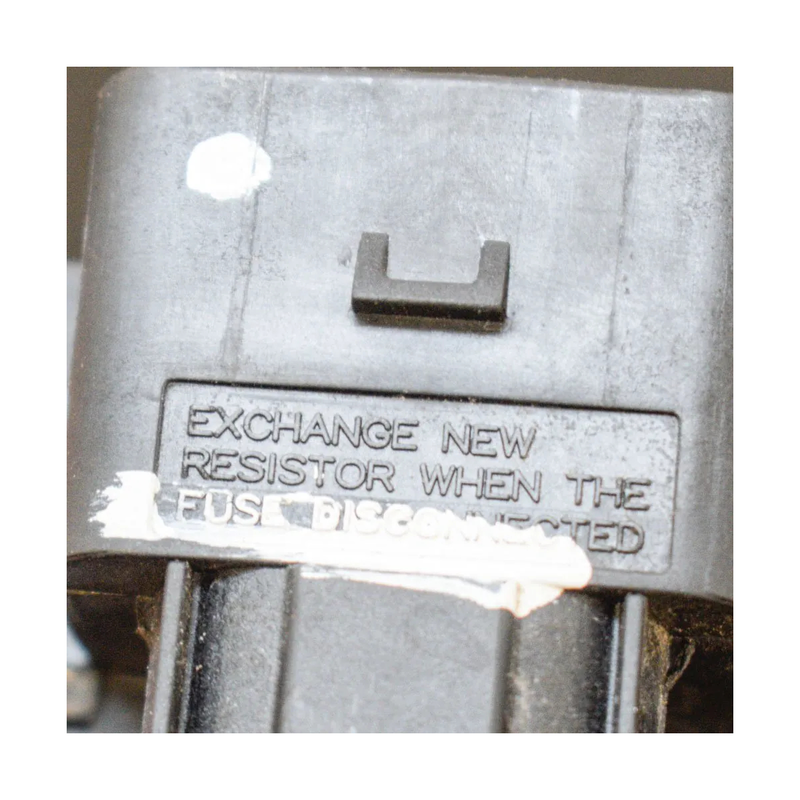 EXCHANGE NEW
RESISTOR WHEN THE
FUSE DISCONNECTED